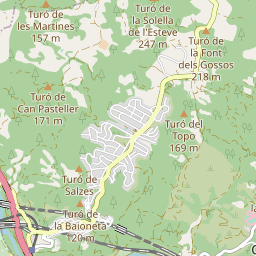 Turó de
les Martines
157 m
Turó de
la Solella
de l'Esteve
247 m
Turó de
la Font
dels Gossos
218 m
Turó de
Can Pasteller
171 m
Turó del
Topo
169 m
Turó de
Salzes
Turó de
la Baioneta
120 m